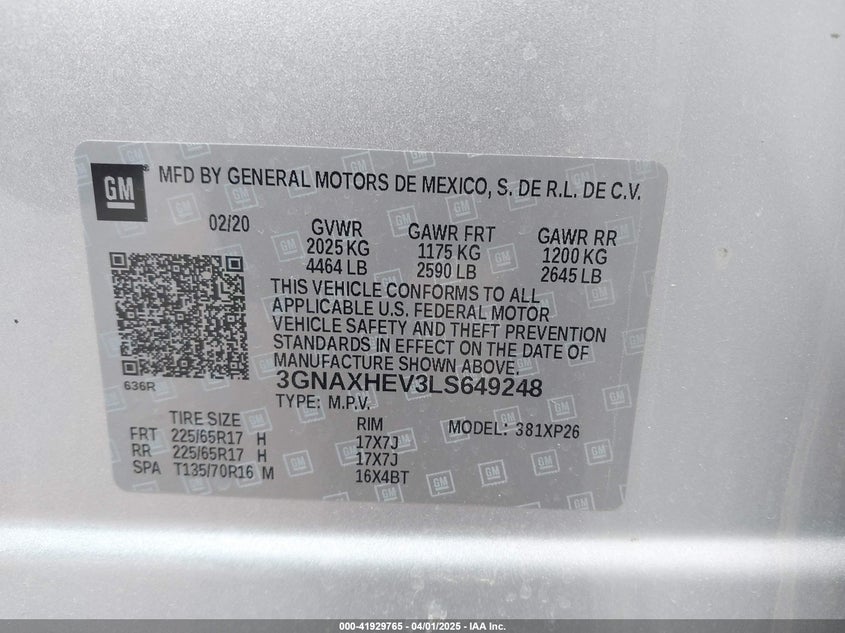 GM
MFD BY GENERAL MOTORS DE MEXICO, S. DE R.L. DE C.V.
02/20 GVWR GAWR FRT GAWR RR
2025 KG 1175 KG 1200 KG
4464 LB 2590 LB 2645 LB
THIS VEHICLE CONFORMS TO ALL
APPLICABLE U.S. FEDERAL MOTOR
VEHICLE SAFETY AND THEFT PREVENTION
STANDARDS IN EFFECT ON THE DATE OF
MANUFACTURE SHOWN ABOVE.
636R
3GNAXHEV3LS649248
TYPE: M.P.V.
TIRE SIZE RIM MODEL: 381XP26
FRT 225/65R17 H 17X7J
RR 225/65R17 H 17X7J
SPA T135/70R16 M 16X4BT
000-41929765 - 04/01/2025 - IAA Inc.